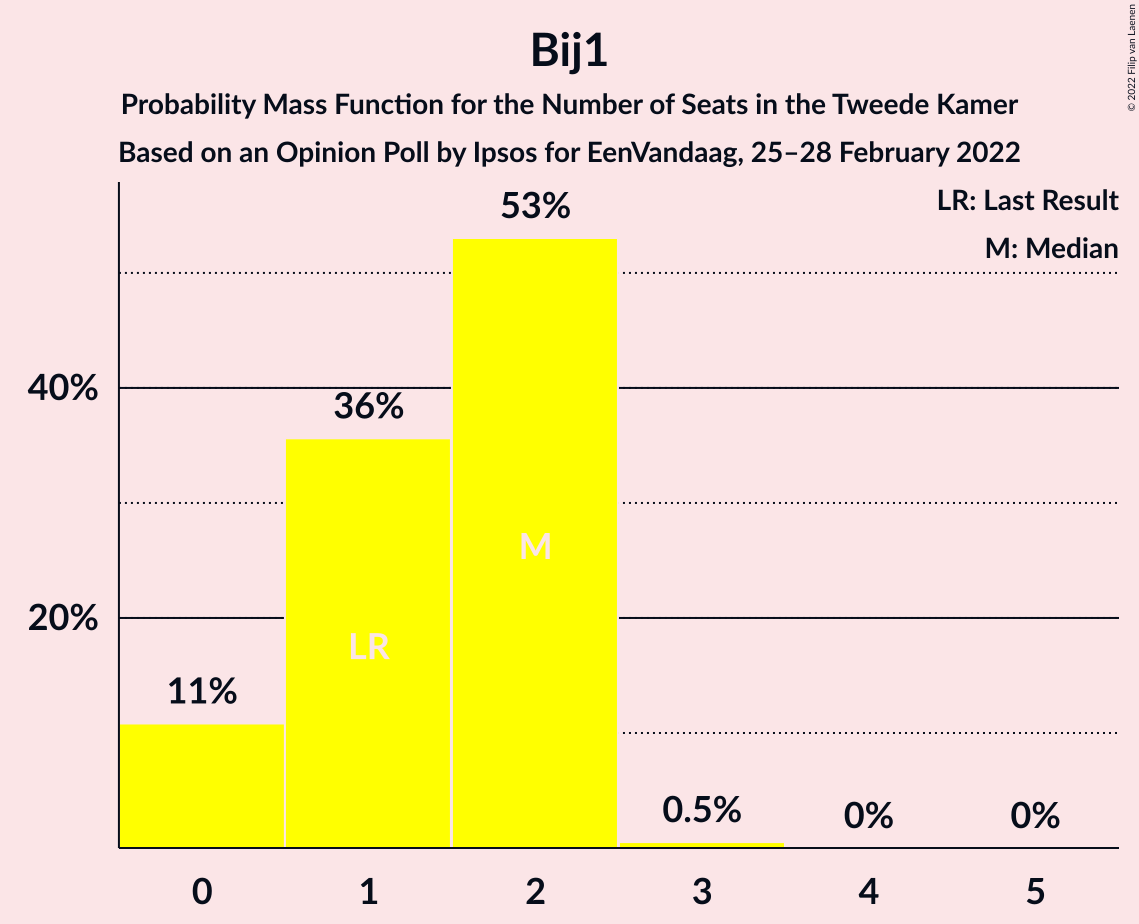 Bij1
Probability Mass Function for the Number of Seats in the Tweede Kamer
Based on an Opinion Poll by Ipsos for EenVandaag, 25–28 February 2022
© 2022 Filip van Laenen
LR: Last Result
M: Median
53%
40%
36%
M
20%
LR
11%
0.5%
0%
0%
0
1
2
3
4
5